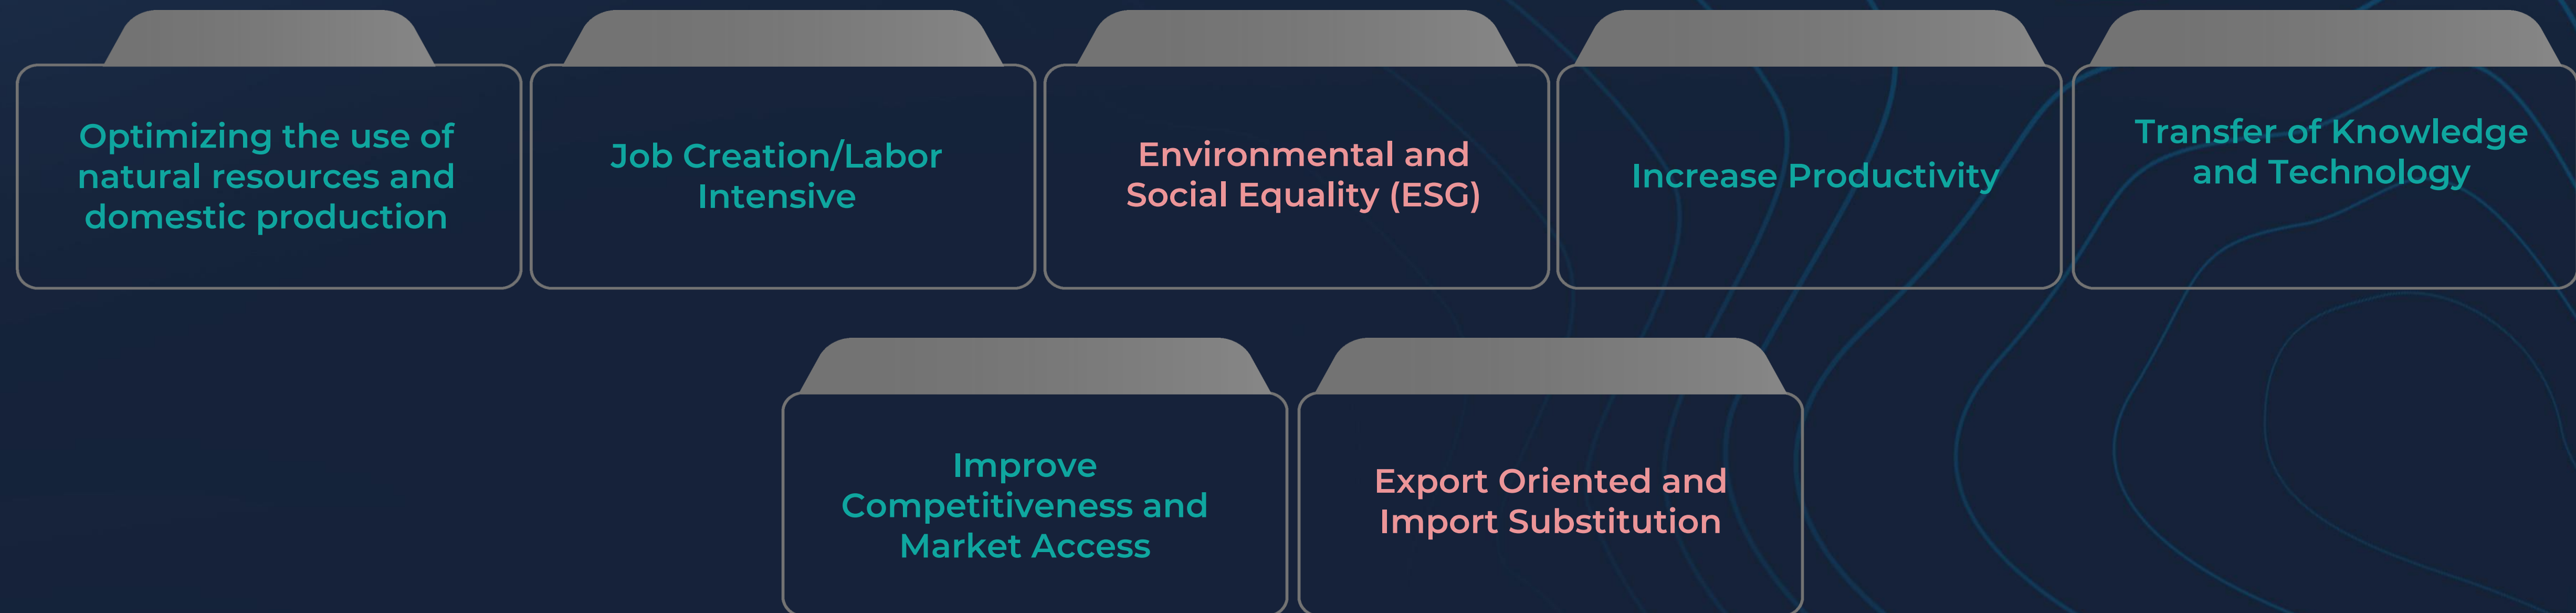 Optimizing the use of
natural resources and
domestic production
Job Creation/Labor
Intensive
Environmental and
Social Equality (ESG)
Increase Productivity
Transfer of Knowledge
and Technology
Improve
Competitiveness and
Market Access
Export Oriented and
Import Substitution